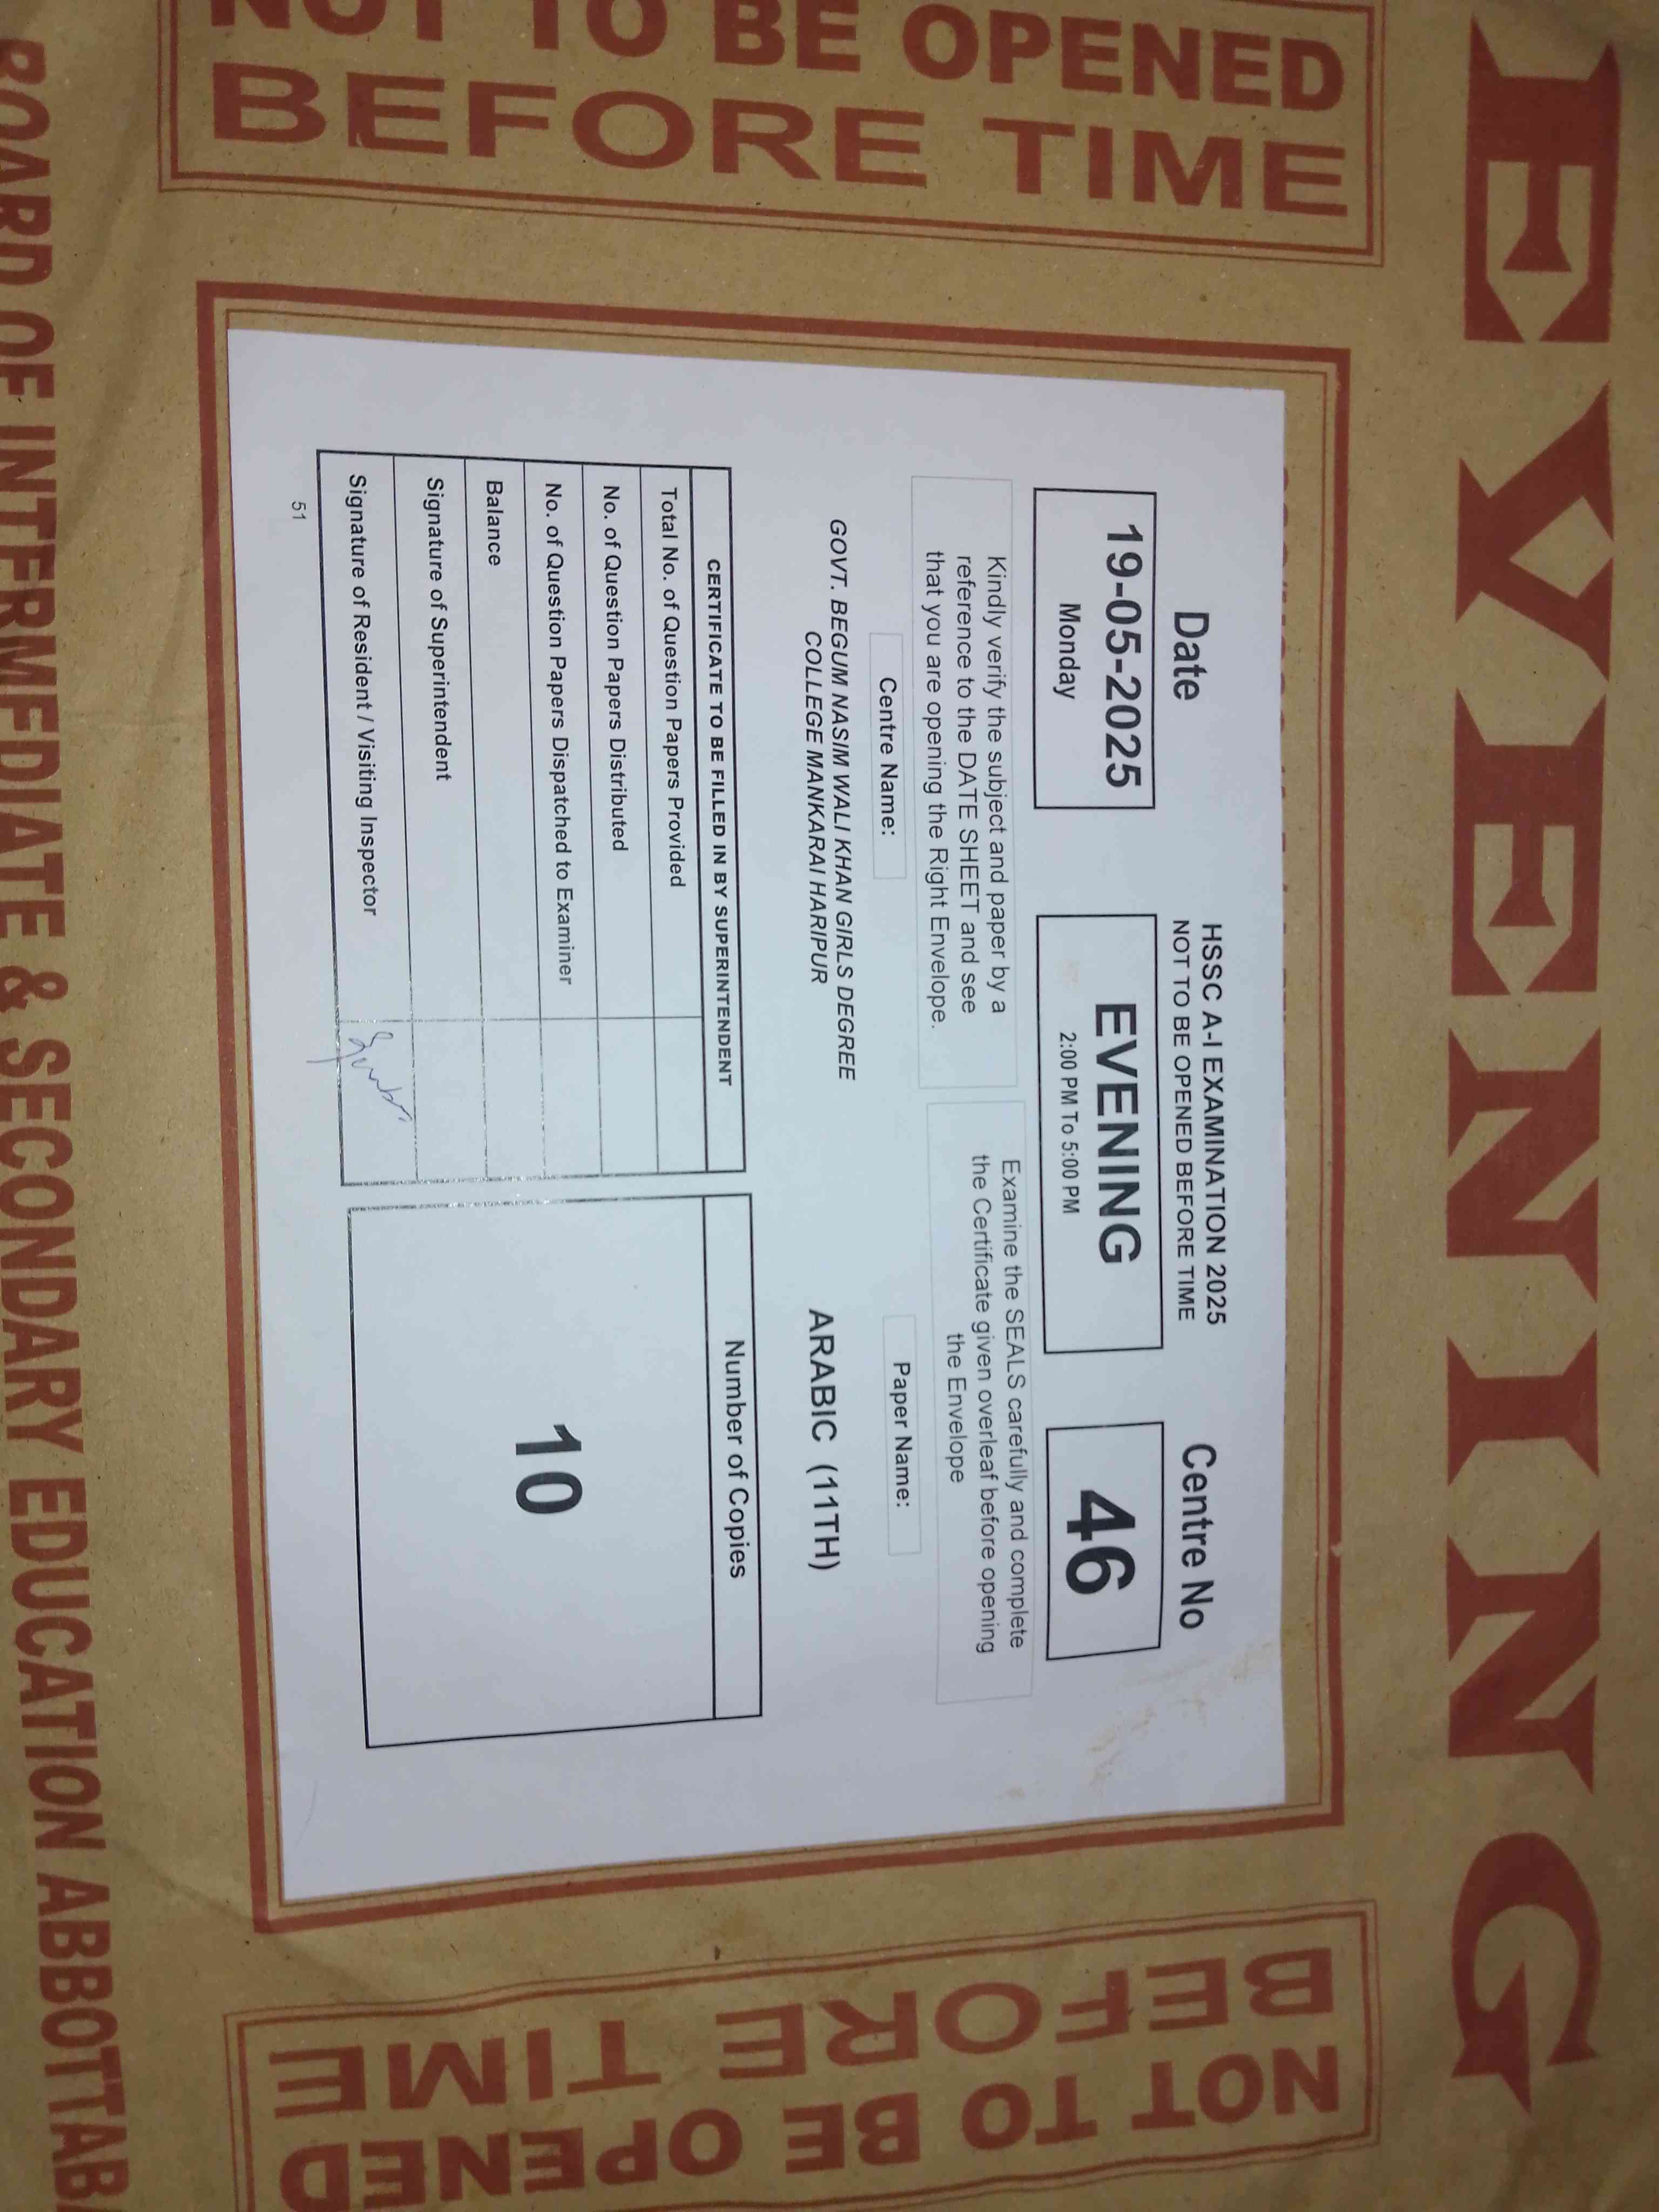 EVENING
NOT TO BE OPENED
BEFORE TIME
HSSC A-I EXAMINATION 2025
NOT TO BE OPENED BEFORE TIME
Date
Centre No
19-05-2025
Monday
EVENING
2:00 PM To 5:00 PM
46
Kindly verify the subject and paper by a
reference to the DATE SHEET and see
that you are opening the Right Envelope.
Examine the SEALS carefully and complete
the Certificate given overleaf before opening
the Envelope
Centre Name:
Paper Name:
GOVT. BEGUM NASIM WALI KHAN GIRLS DEGREE
COLLEGE MANKARAI HARIPUR
ARABIC (11TH)
CERTIFICATE TO BE FILLED IN BY SUPERINTENDENT
Total No. of Question Papers Provided
No. of Question Papers Distributed
No. of Question Papers Dispatched to Examiner
Balance
Signature of Superintendent
Signature of Resident / Visiting Inspector
Number of Copies
10
51
NOT TO BE OPENED
BEFORE TIME
BOARD OF INTERMEDIATE & SECONDARY EDUCATION ABBOTTAB